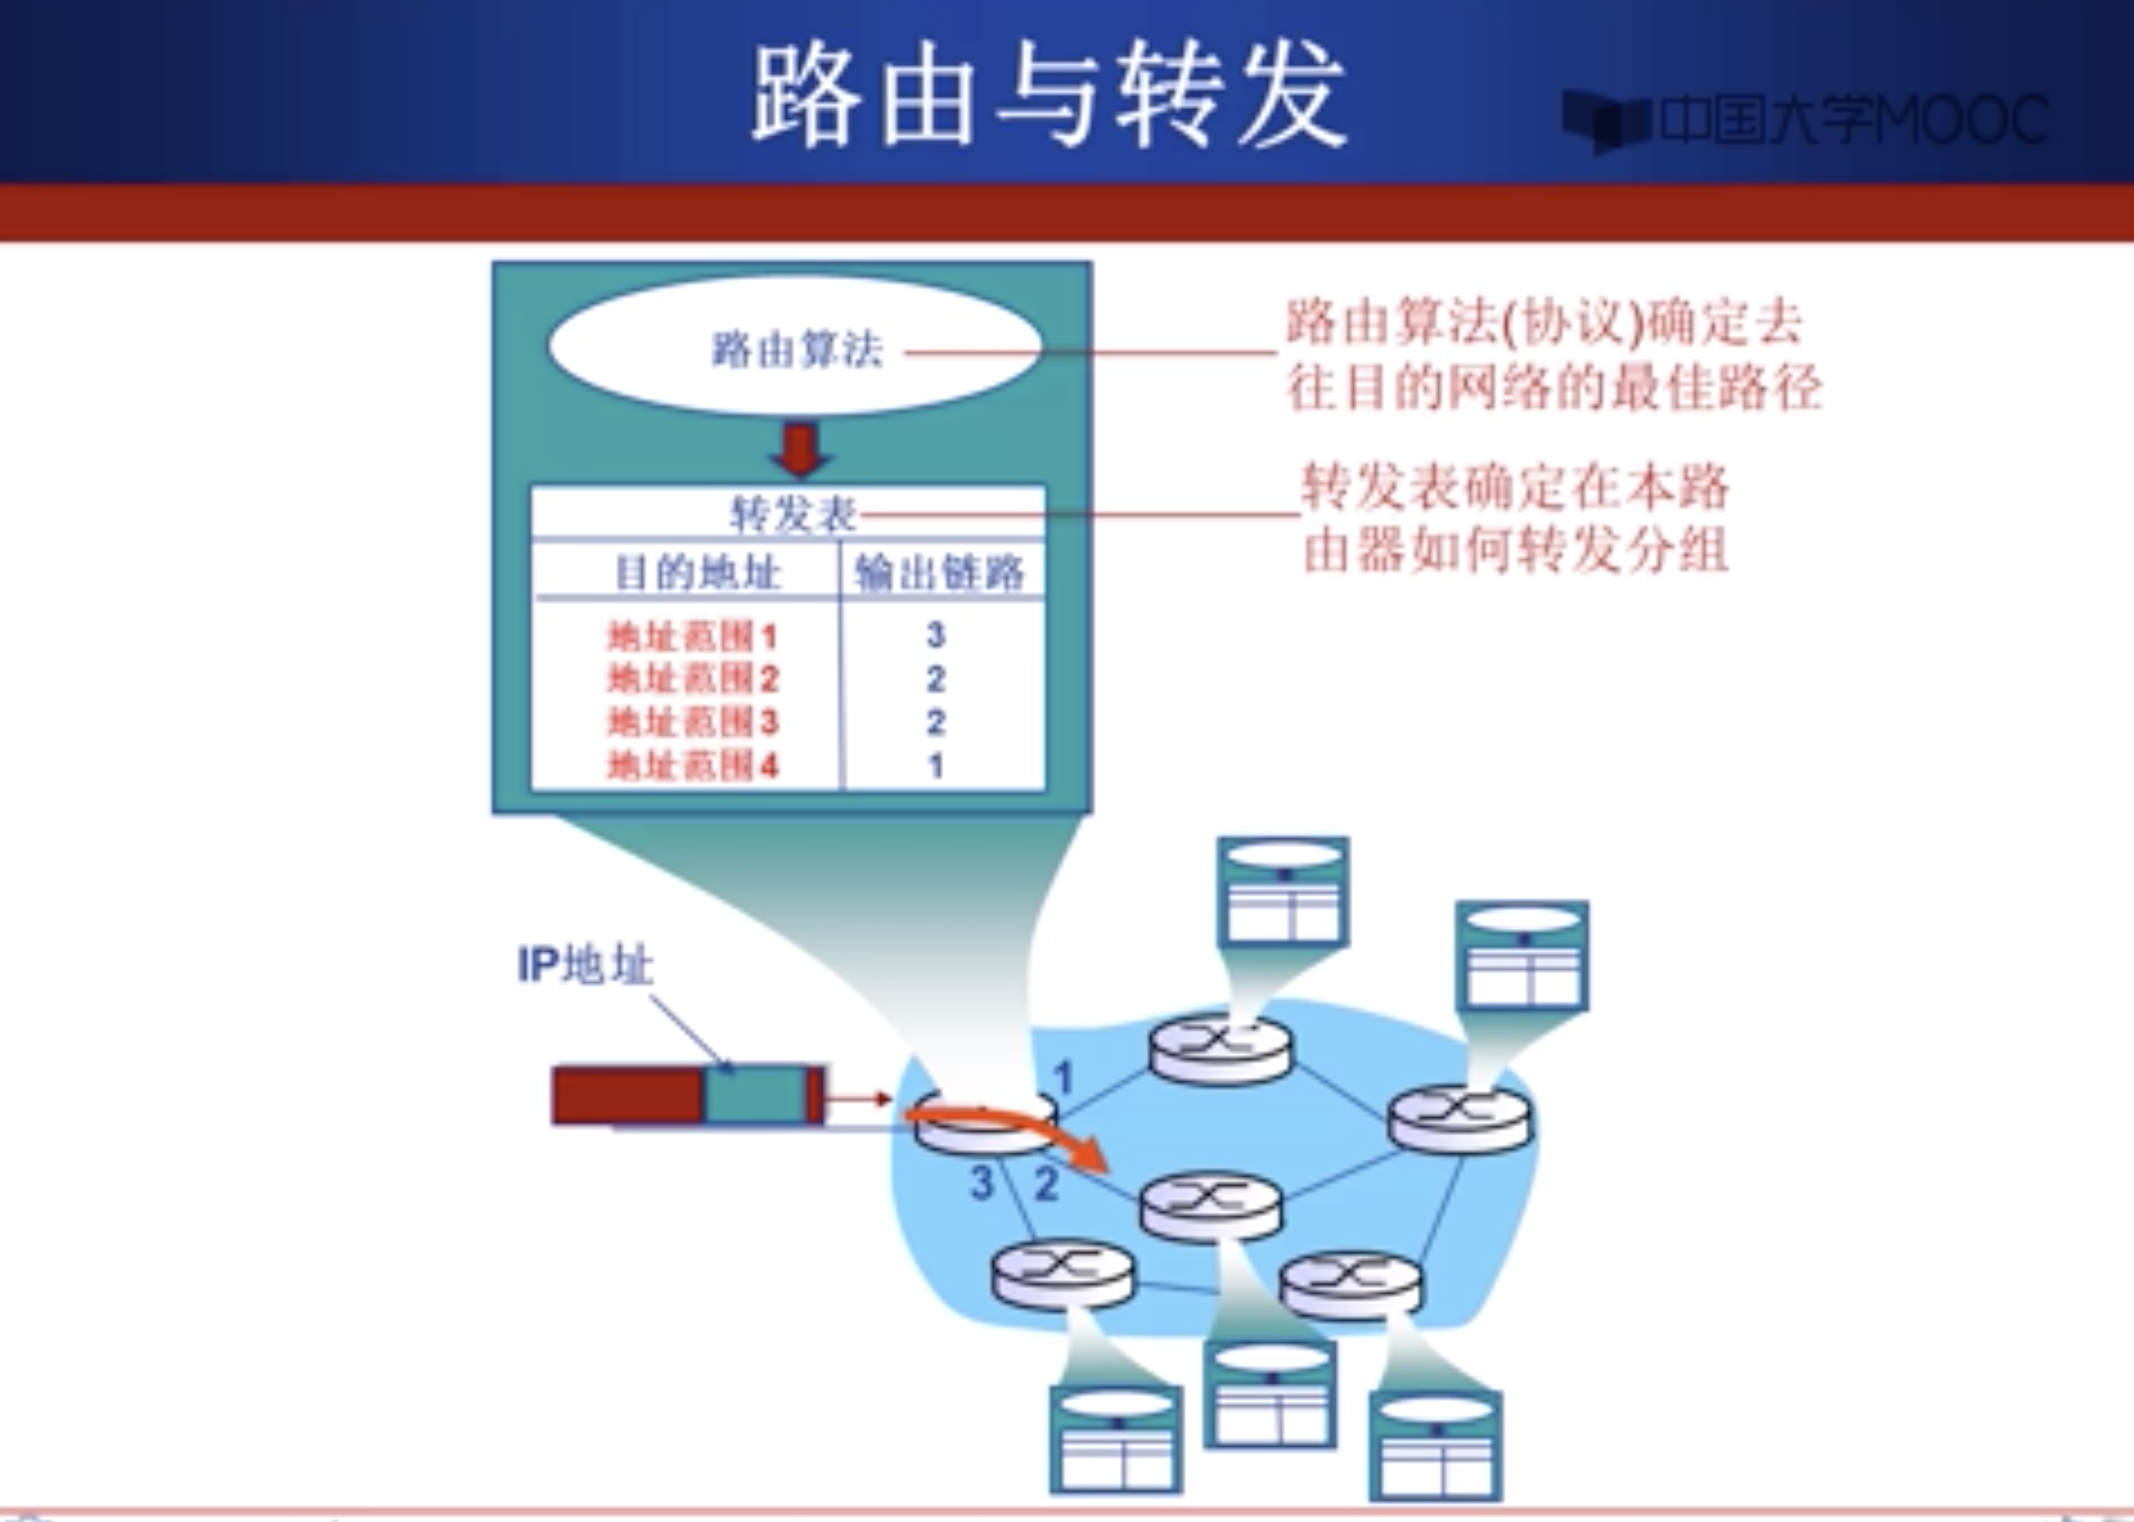 路由与转发
中国大学MOOC
路由算法
路由算法(协议)确定去
往目的网络的最佳路径
转发表
转发表确定在本路
由器如何转发分组
目的地址 输出链路
地址范围1 3
地址范围2 2
地址范围3 2
地址范围4 1
IP地址
1
3 2